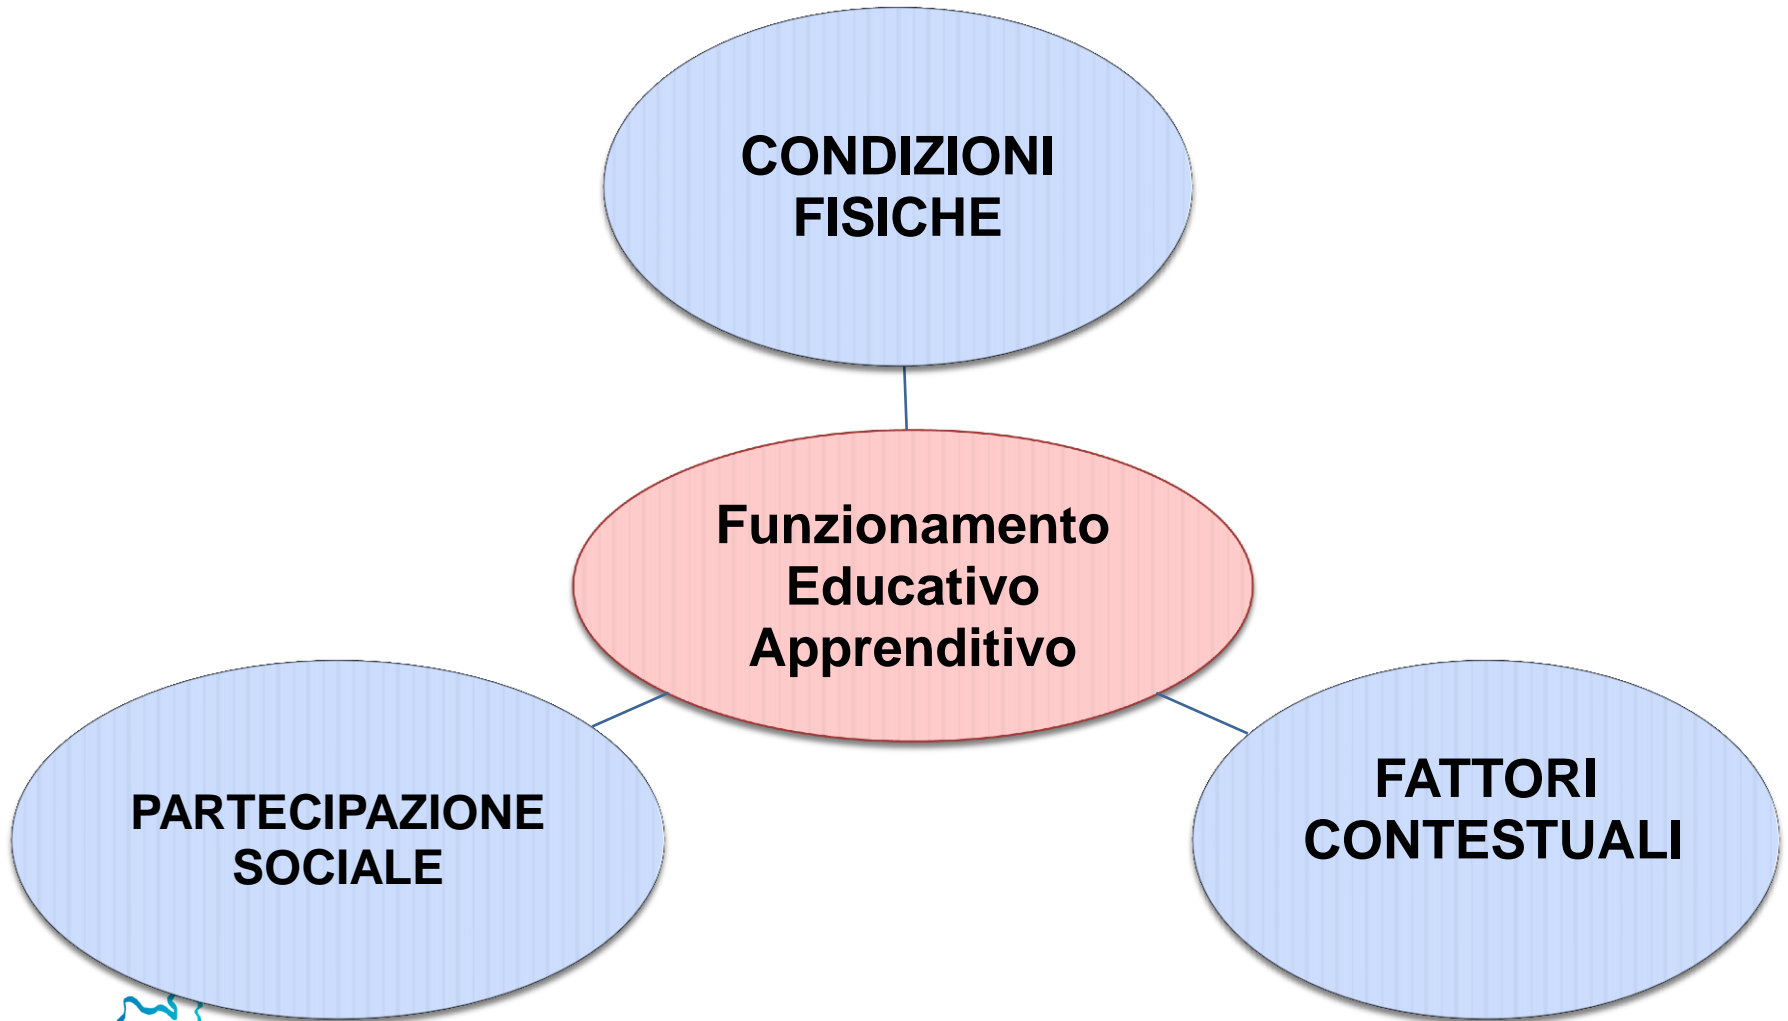 CONDIZIONI
FISICHE
Funzionamento
Educativo
Apprenditivo
PARTECIPAZIONE
SOCIALE
FATTORI
CONTESTUALI